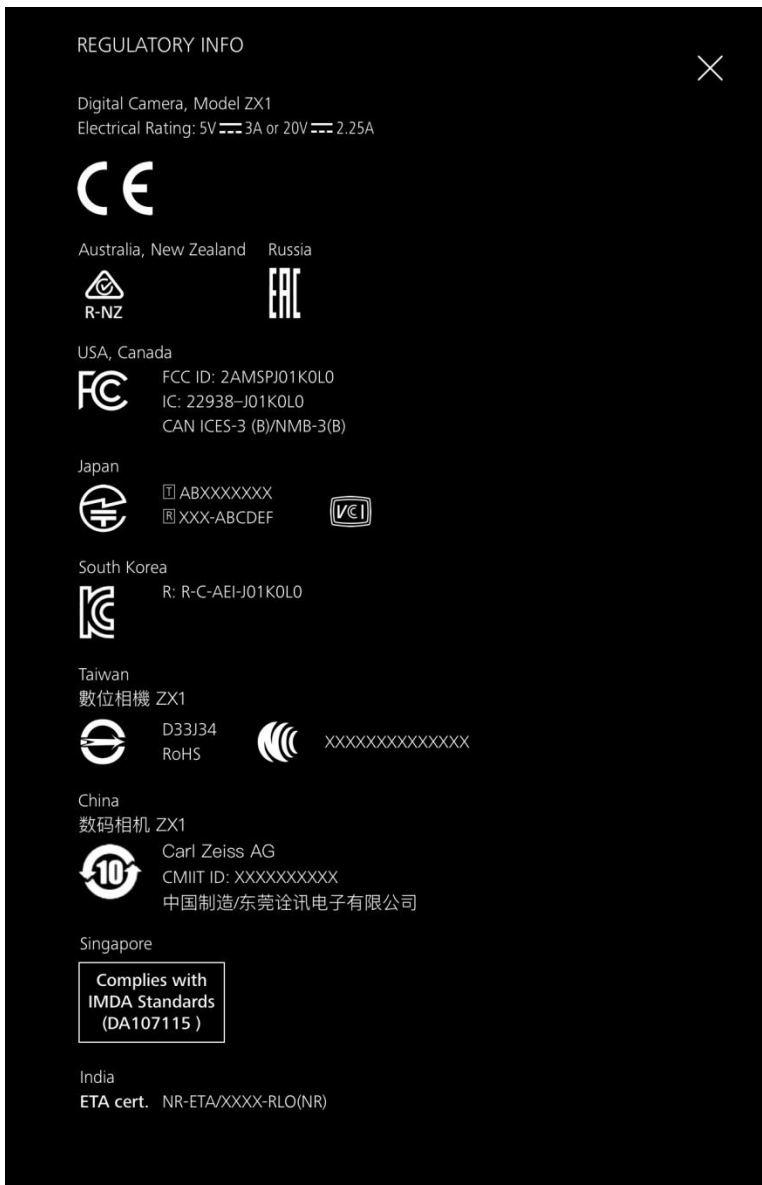 REGULATORY INFO
Digital Camera, Model ZX1
Electrical Rating: 5V ⎓ 3A or 20V ⎓ 2.25A
CE
Australia, New Zealand Russia
R-NZ EAC
USA, Canada
FC FCC ID: 2AMSPJ01K0L0
IC: 22938–J01K0L0
CAN ICES-3 (B)/NMB-3(B)
Japan
T ABXXXXXXX
R XXX-ABCDEF VCI
South Korea
KC R: R-C-AEI-J01K0L0
Taiwan
數位相機 ZX1
D33J34
RoHS XXXXXXXXXXXXXX
China
数码相机 ZX1
10 Carl Zeiss AG
CMIIT ID: XXXXXXXXXX
中国制造/东莞诠讯电子有限公司
Singapore
Complies with
IMDA Standards
(DA107115 )
India
ETA cert. NR-ETA/XXXX-RLO(NR)